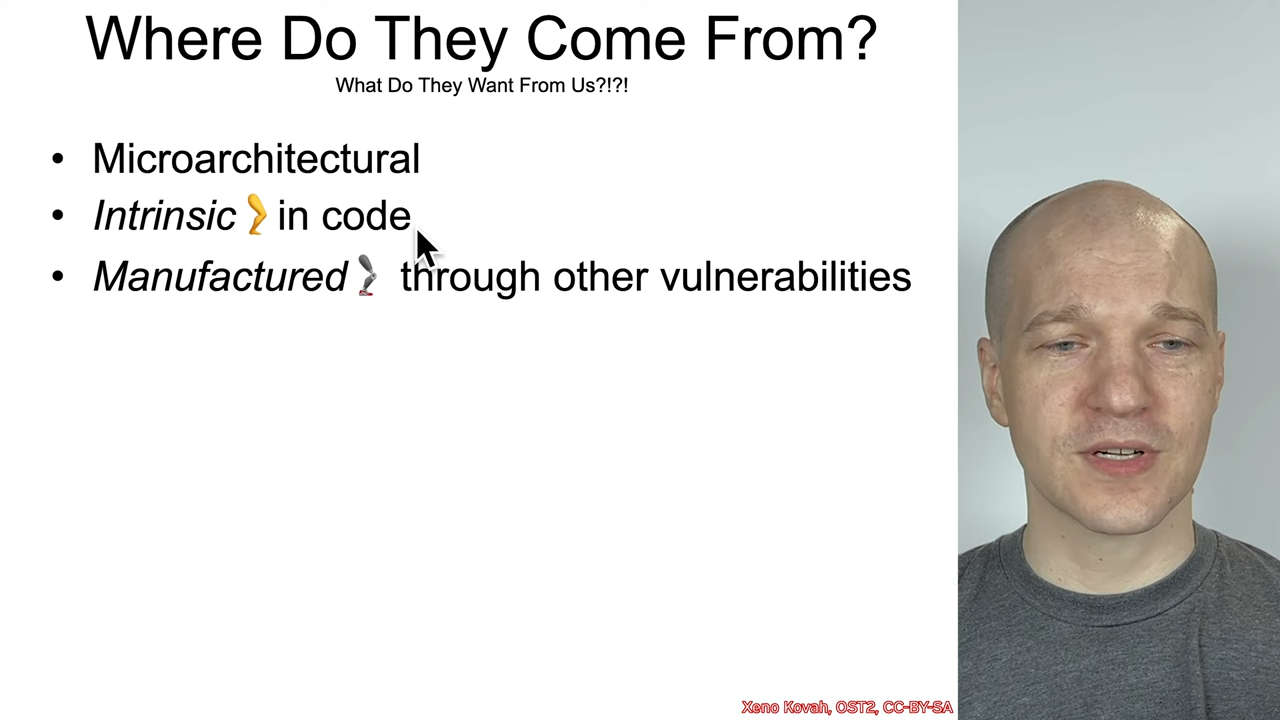 Where Do They Come From?
What Do They Want From Us?!?!
• Microarchitectural
• Intrinsic🦵in code
• Manufactured🦿 through other vulnerabilities
Xeno Kovah, OST2, CC-BY-SA